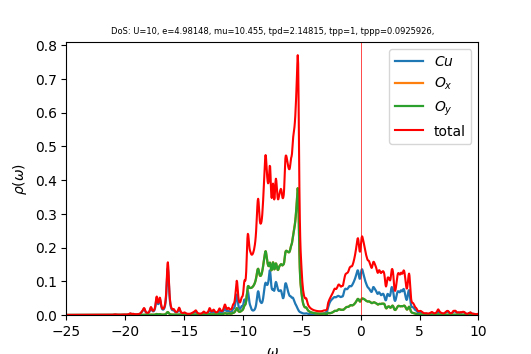 DoS: U=10, e=4.98148, mu=10.455, tpd=2.14815, tpp=1, tppp=0.0925926,
0.8
0.7
0.6
0.5
0.4
0.3
0.2
0.1
0.0
ρ(ω)
Cu
O_x
O_y
total
−25 −20 −15 −10 −5 0 5 10
ω